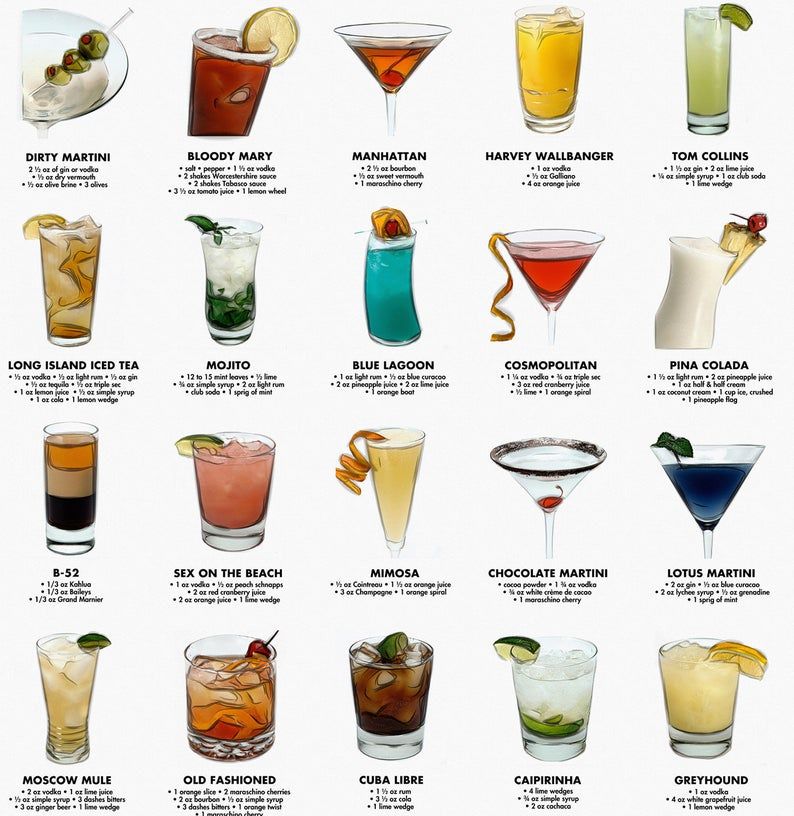 DIRTY MARTINI
2 ½ oz of gin or vodka
• ½ oz dry vermouth
• ½ oz olive brine • 3 olives
BLOODY MARY
• salt • pepper • 1 ½ oz vodka
• 2 shakes Worcestershire sauce
• 2 shakes Tabasco sauce
• 3 ½ oz tomato juice • 1 lemon wheel
MANHATTAN
• 2 ½ oz bourbon
• ½ oz sweet vermouth
• 1 maraschino cherry
HARVEY WALLBANGER
• 1 oz vodka
• ½ oz Galliano
• 4 oz orange juice
TOM COLLINS
• 1 ½ oz gin • 2 oz lime juice
• ¼ oz simple syrup • 1 oz club soda
• 1 lime wedge
LONG ISLAND ICED TEA
• ½ oz vodka • ½ oz light rum • ½ oz gin
• ½ oz tequila • ½ oz triple sec
• 1 oz lemon juice • ½ oz simple syrup
• 1 oz cola • 1 lemon wedge
MOJITO
• 12 to 15 mint leaves • ½ lime
• ¾ oz simple syrup • 2 oz light rum
• club soda • 1 sprig of mint
BLUE LAGOON
• 1 oz light rum • ½ oz blue curacao
• 2 oz pineapple juice • 2 oz lime juice
• 1 orange boat
COSMOPOLITAN
• 1 ¼ oz vodka • ¾ oz triple sec
• 3 oz red cranberry juice
• ½ lime • 1 orange spiral
PINA COLADA
• 1 ½ oz light rum • 2 oz pineapple juice
• 1 oz half & half cream
• 1 oz coconut cream • 1 cup ice, crushed
• 1 pineapple flag
B-52
• 1/3 oz Kahlua
• 1/3 oz Baileys
• 1/3 oz Grand Marnier
SEX ON THE BEACH
• 1 oz vodka • ½ oz peach schnapps
• 2 oz red cranberry juice
• 2 oz orange juice • 1 lime wedge
MIMOSA
• ½ oz Cointreau • 1 ½ oz orange juice
• 3 oz Champagne • 1 orange spiral
CHOCOLATE MARTINI
• cocoa powder • 1 ¾ oz vodka
• ¾ oz white crème de cacao
• 1 maraschino cherry
LOTUS MARTINI
• 2 oz gin • ½ oz blue curacao
• 2 oz lychee syrup • ½ oz grenadine
• 1 sprig of mint
MOSCOW MULE
• 2 oz vodka • 1 oz lime juice
• ½ oz simple syrup • 3 dashes bitters
• 3 oz ginger beer • 1 lime wedge
OLD FASHIONED
• 1 orange slice • 2 maraschino cherries
• 2 oz bourbon • ½ oz simple syrup
• 3 dashes bitters • 1 orange twist
• 1 maraschino cherry
CUBA LIBRE
• 1 ½ oz rum
• 3 ½ oz cola
• 1 lime wedge
CAIPIRINHA
• 4 lime wedges
• ¾ oz simple syrup
• 2 oz cachaca
GREYHOUND
• 1 oz vodka
• 4 oz white grapefruit juice
• 1 lemon wedge